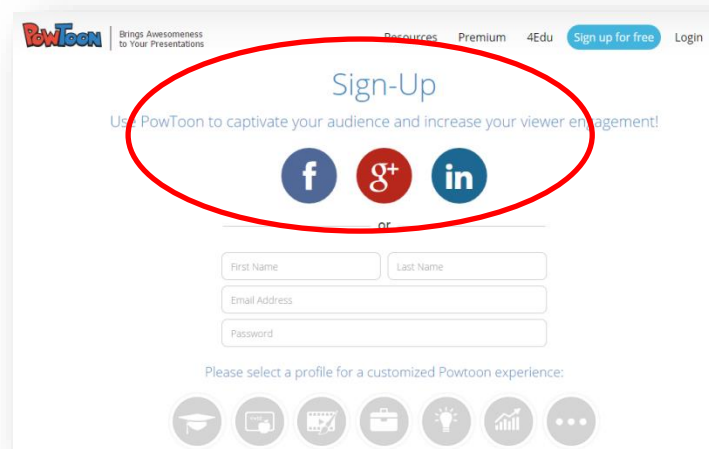 PowToon
Brings Awesomeness
to Your Presentations
Resources Premium 4Edu Sign up for free Login
Sign-Up
Use PowToon to captivate your audience and increase your viewer engagement!
f g+ in
or
First Name Last Name
Email Address
Password
Please select a profile for a customized Powtoon experience: